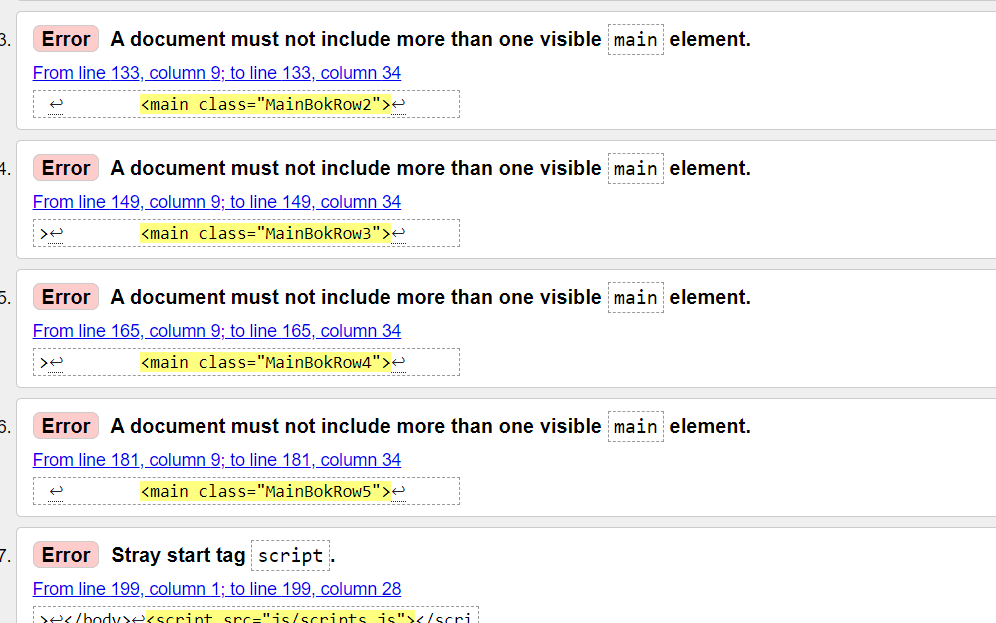 3. Error A document must not include more than one visible main element.
From line 133, column 9; to line 133, column 34
↩ <main class="MainBokRow2">↩
4. Error A document must not include more than one visible main element.
From line 149, column 9; to line 149, column 34
>↩ <main class="MainBokRow3">↩
5. Error A document must not include more than one visible main element.
From line 165, column 9; to line 165, column 34
>↩ <main class="MainBokRow4">↩
6. Error A document must not include more than one visible main element.
From line 181, column 9; to line 181, column 34
↩ <main class="MainBokRow5">↩
7. Error Stray start tag script.
From line 199, column 1; to line 199, column 28
>↩</body>↩<script src="js/scripts.js"></scri